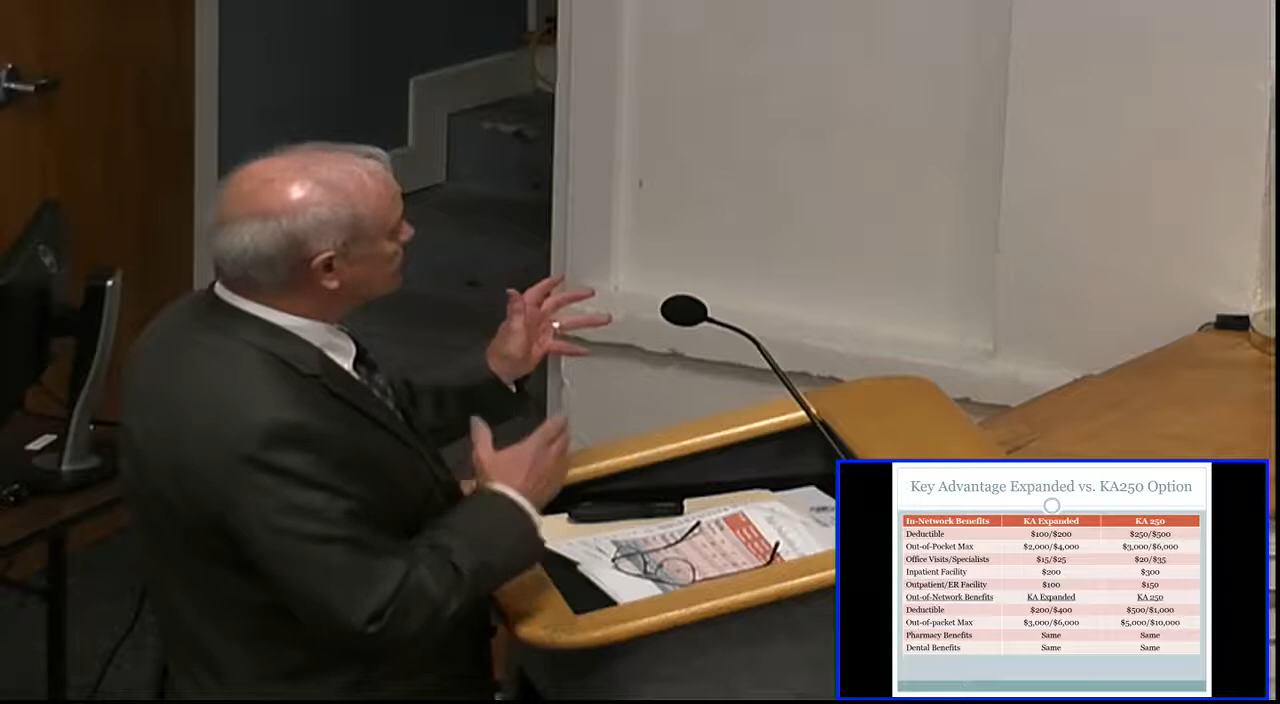 Key Advantage Expanded vs. KA250 Option
In-Network Benefits KA Expanded KA 250
Deductible $100/$200 $250/$500
Out-of-Pocket Max $2,000/$4,000 $3,000/$6,000
Office Visits/Specialists $15/$25 $20/$35
Inpatient Facility $200 $300
Outpatient/ER Facility $100 $150
Out-of-Network Benefits KA Expanded KA 250
Deductible $200/$400 $500/$1,000
Out-of-packet Max $3,000/$6,000 $5,000/$10,000
Pharmacy Benefits Same Same
Dental Benefits Same Same